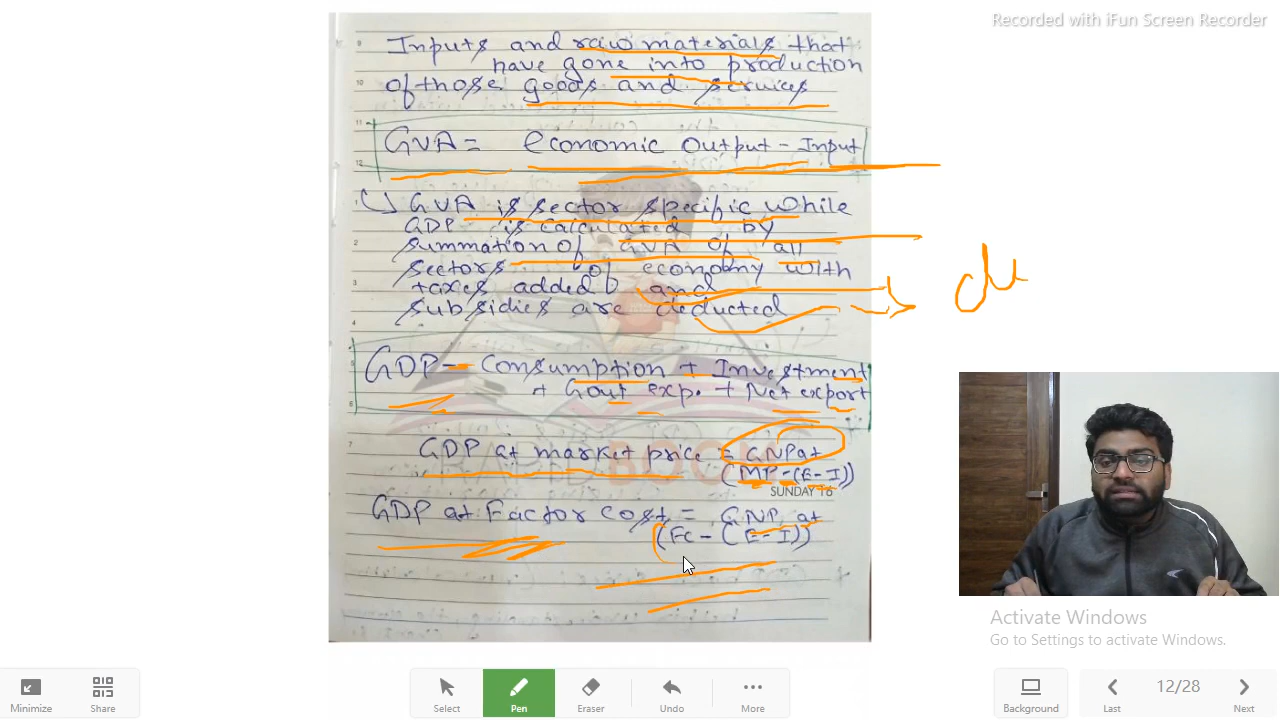 Recorded with iFun Screen Recorder
Inputs and raw materials that
have gone into production
of those goods and services
GVA = economic output - Input
GVA is sector specific while
GDP is calculated by
summation of GVA of all
sectors of economy with
taxes added and
subsidies are deducted
GDP - Consumption + Investment
+ Govt exp. + Net export
GDP at market price = GNP at
(MP - (E - I))
SUNDAY 16
GDP at Factor cost = GNP at
(FC - (E - I))
Activate Windows
Go to Settings to activate Windows.
Minimize
Share
Select
Pen
Eraser
Undo
More
Background
Last
12/28
Next